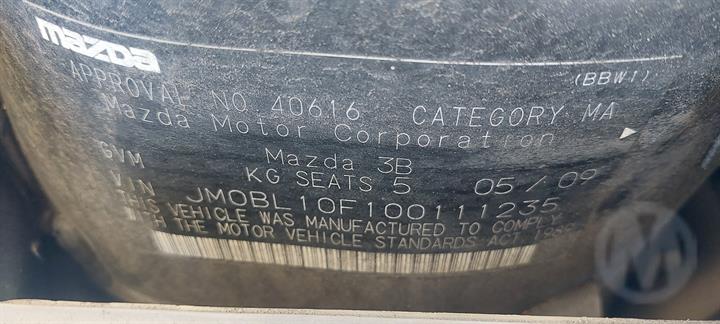 mazda
(BBW1)
APPROVAL NO. 40616 CATEGORY MA
Mazda Motor Corporation
Mazda 3B
GVM KG SEATS 5 05/09
VIN JM0BL10F100111235
THIS VEHICLE WAS MANUFACTURED TO COMPLY
WITH THE MOTOR VEHICLE STANDARDS ACT 1989
M